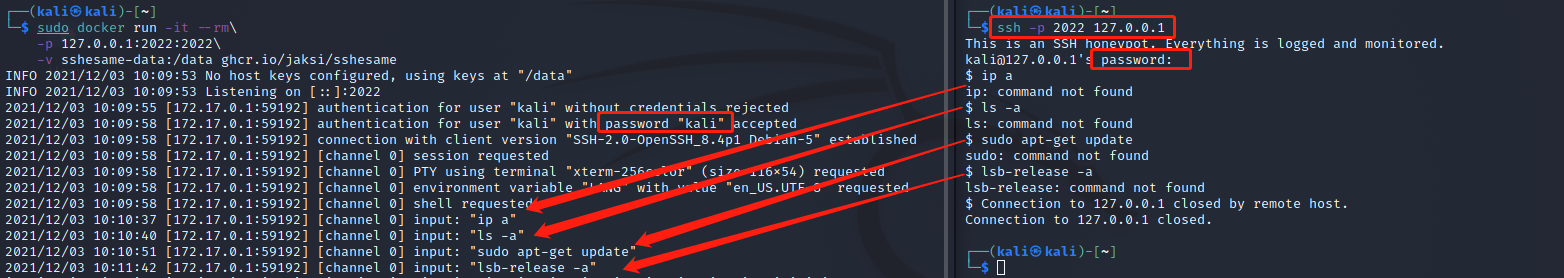 ┌──(kali㉿kali)-[~]
└─$ sudo docker run -it --rm\
-p 127.0.0.1:2022:2022\
-v sshesame-data:/data ghcr.io/jaksi/sshesame
INFO 2021/12/03 10:09:53 No host keys configured, using keys at "/data"
INFO 2021/12/03 10:09:53 Listening on [::]:2022
2021/12/03 10:09:55 [172.17.0.1:59192] authentication for user "kali" without credentials rejected
2021/12/03 10:09:58 [172.17.0.1:59192] authentication for user "kali" with password "kali" accepted
2021/12/03 10:09:58 [172.17.0.1:59192] connection with client version "SSH-2.0-OpenSSH_8.4p1 Debian-5" established
2021/12/03 10:09:58 [172.17.0.1:59192] [channel 0] session requested
2021/12/03 10:09:58 [172.17.0.1:59192] [channel 0] PTY using terminal "xterm-256color" (size 116×54) requested
2021/12/03 10:09:58 [172.17.0.1:59192] [channel 0] environment variable "LANG" with value "en_US.UTF-8" requested
2021/12/03 10:09:58 [172.17.0.1:59192] [channel 0] shell requested
2021/12/03 10:10:37 [172.17.0.1:59192] [channel 0] input: "ip a"
2021/12/03 10:10:40 [172.17.0.1:59192] [channel 0] input: "ls -a"
2021/12/03 10:10:51 [172.17.0.1:59192] [channel 0] input: "sudo apt-get update"
2021/12/03 10:11:42 [172.17.0.1:59192] [channel 0] input: "lsb-release -a"
┌──(kali㉿kali)-[~]
└─$ ssh -p 2022 127.0.0.1
This is an SSH honeypot. Everything is logged and monitored.
kali@127.0.0.1's password:
$ ip a
ip: command not found
$ ls -a
ls: command not found
$ sudo apt-get update
sudo: command not found
$ lsb-release -a
lsb-release: command not found
$ Connection to 127.0.0.1 closed by remote host.
Connection to 127.0.0.1 closed.
┌──(kali㉿kali)-[~]
└─$